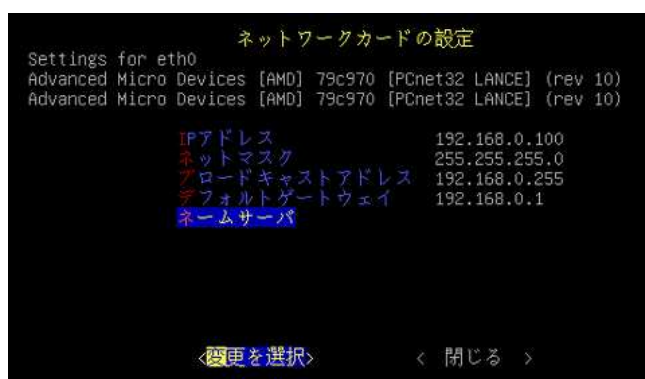 ネットワークカードの設定
Settings for eth0
Advanced Micro Devices [AMD] 79c970 [PCnet32 LANCE] (rev 10)
Advanced Micro Devices [AMD] 79c970 [PCnet32 LANCE] (rev 10)
IPアドレス 192.168.0.100
ネットマスク 255.255.255.0
ブロードキャストアドレス 192.168.0.255
デフォルトゲートウェイ 192.168.0.1
ネームサーバ
<変更を選択> < 閉じる >